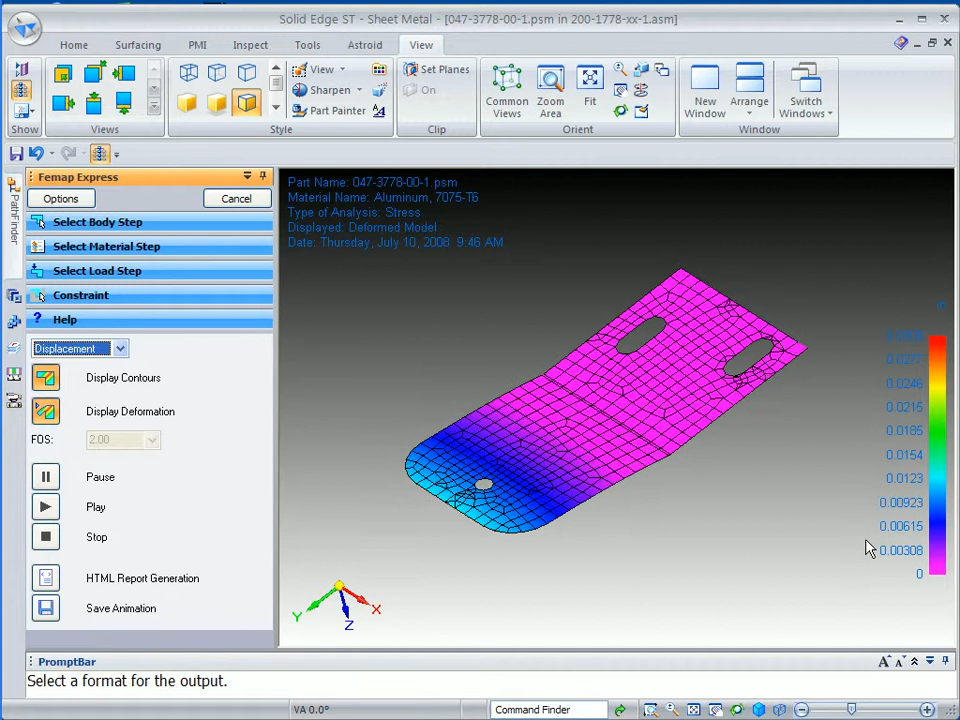 Solid Edge ST - Sheet Metal - [047-3778-00-1.psm in 200-1778-xx-1.asm]
Home Surfacing PMI Inspect Tools Astroid View
View
Sharpen
Part Painter
Set Planes
On
Common Views
Zoom Area
Fit
New Window
Arrange
Switch Windows
Show Views Style Clip Orient Window
PathFinder
Femap Express
Options Cancel
Select Body Step
Select Material Step
Select Load Step
Constraint
? Help
Displacement
Display Contours
Display Deformation
FOS: 2.00
Pause
Play
Stop
HTML Report Generation
Save Animation
Part Name: 047-3778-00-1.psm
Material Name: Aluminum, 7075-T6
Type of Analysis: Stress
Displayed: Deformed Model
Date: Thursday, July 10, 2008 9:46 AM
0.0277
0.0246
0.0215
0.0185
0.0154
0.0123
0.00923
0.00615
0.00308
0
Y
X
Z
PromptBar
Select a format for the output.
VA 0.0°
Command Finder